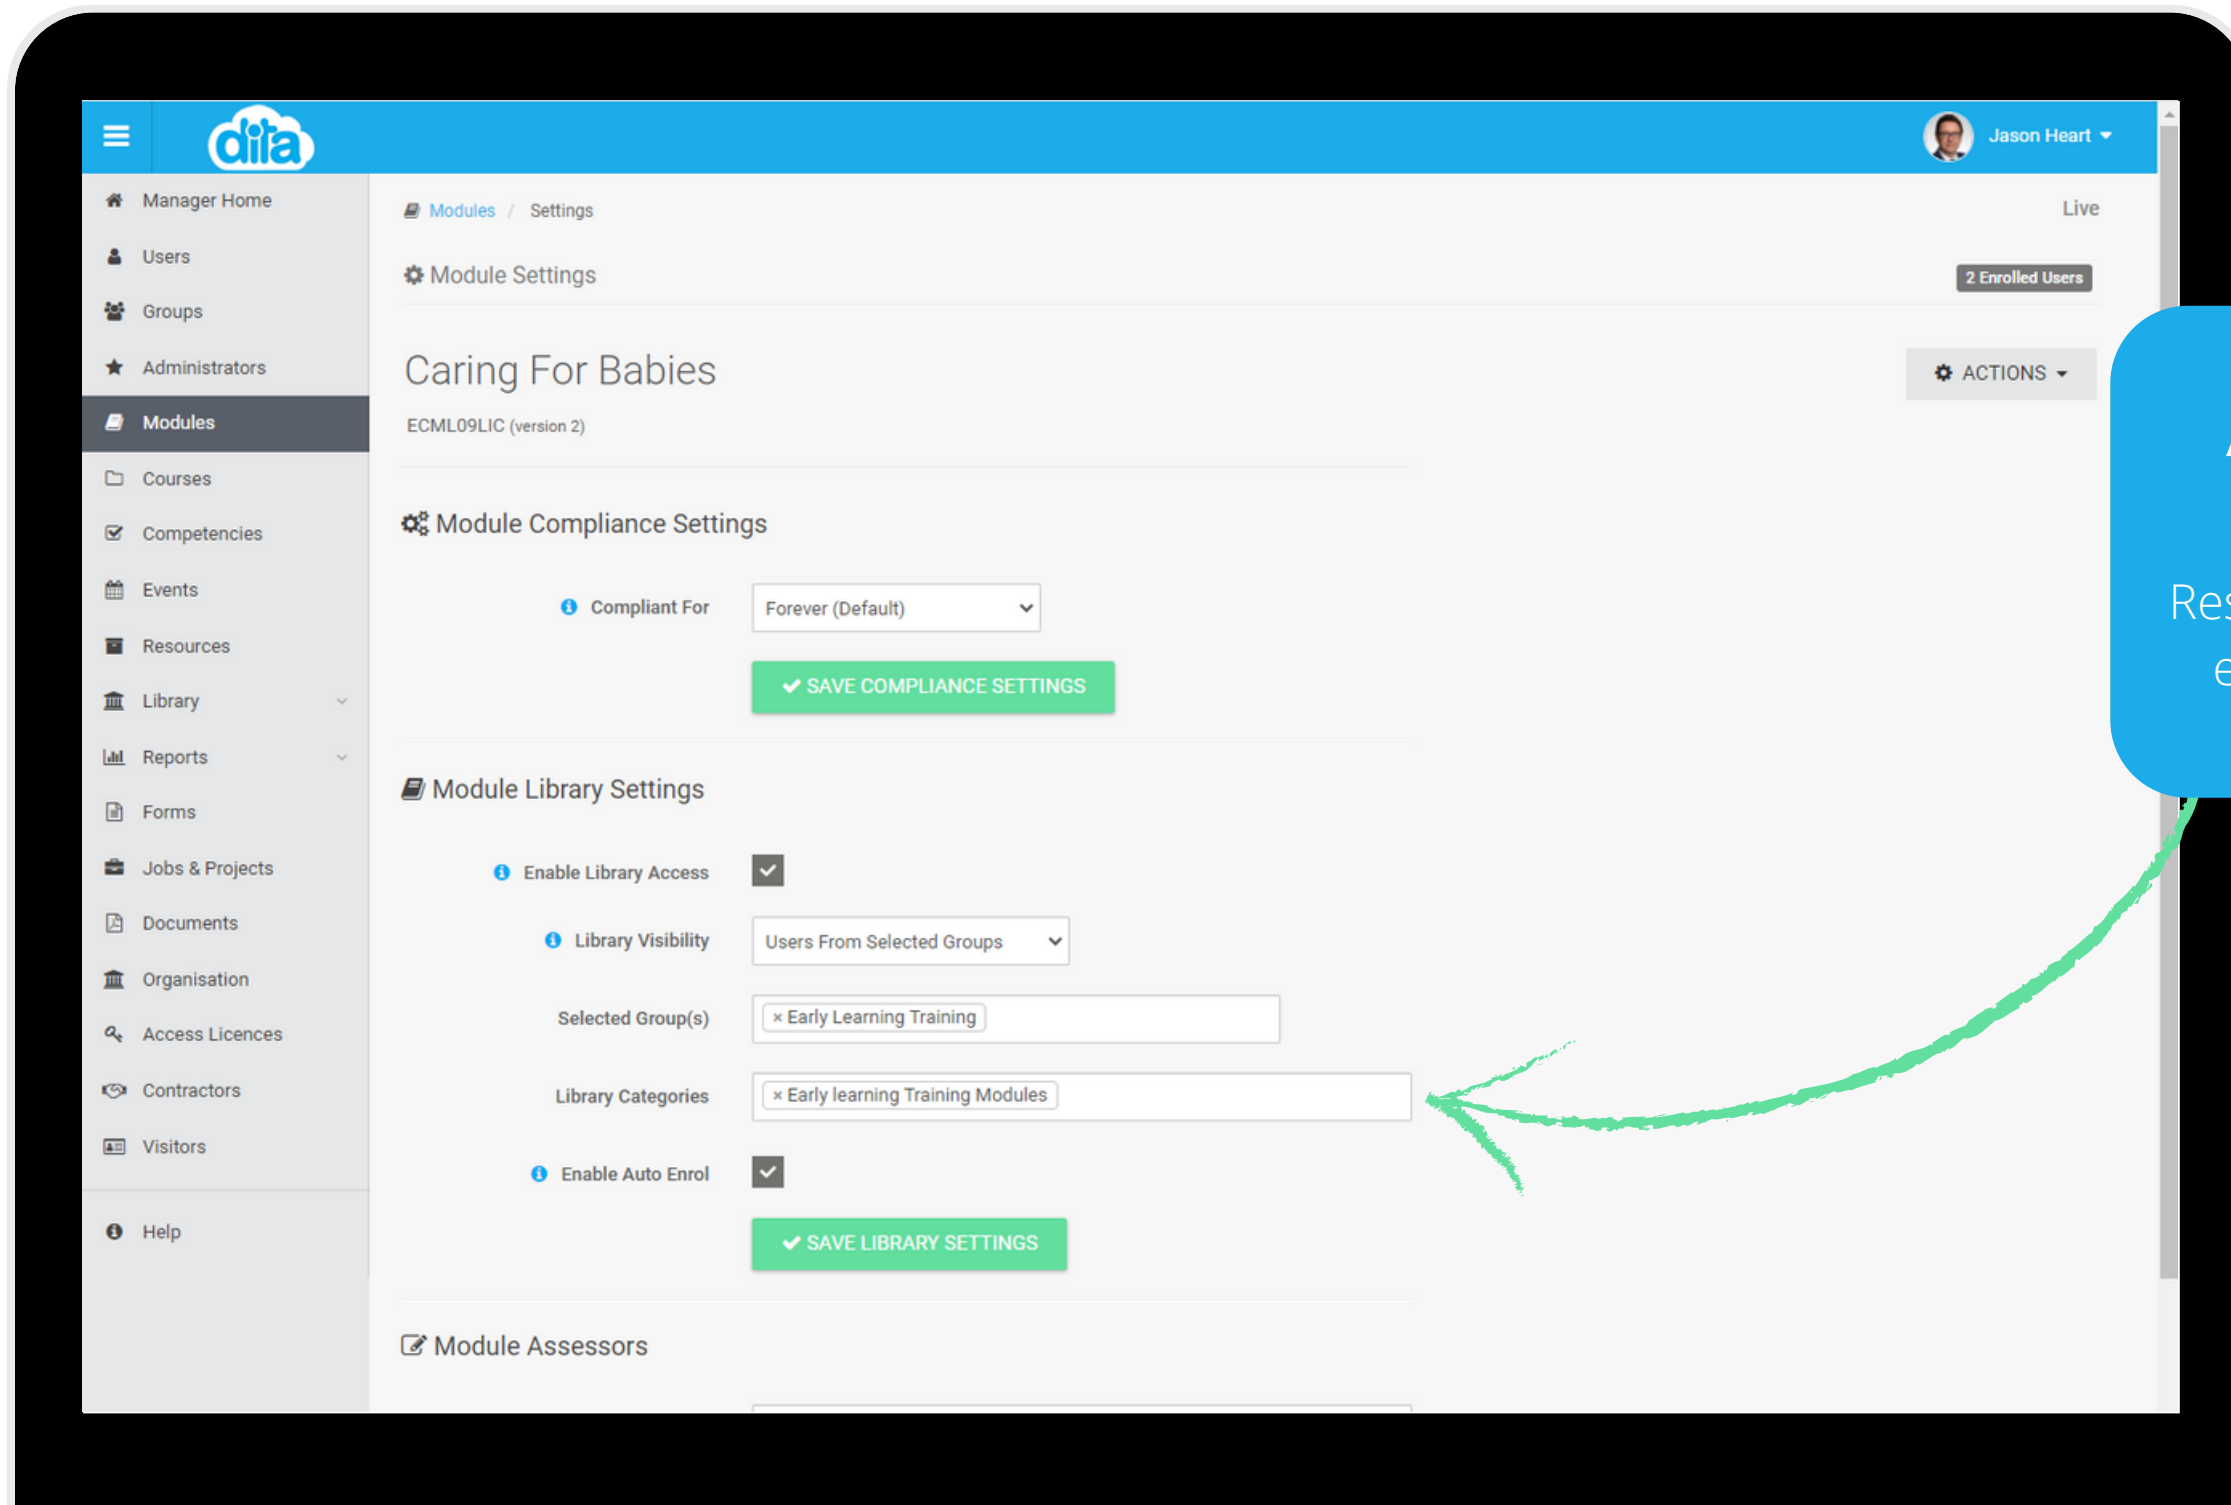 dita
Jason Heart
Manager Home
Users
Groups
Administrators
Modules
Courses
Competencies
Events
Resources
Library
Reports
Forms
Jobs & Projects
Documents
Organisation
Access Licences
Contractors
Visitors
Help
Modules / Settings
Live
Module Settings
2 Enrolled Users
Caring For Babies
ACTIONS
ECML09LIC (version 2)
Module Compliance Settings
Compliant For Forever (Default)
SAVE COMPLIANCE SETTINGS
Module Library Settings
Enable Library Access
Library Visibility Users From Selected Groups
Selected Group(s) × Early Learning Training
Library Categories × Early learning Training Modules
Enable Auto Enrol
SAVE LIBRARY SETTINGS
Module Assessors